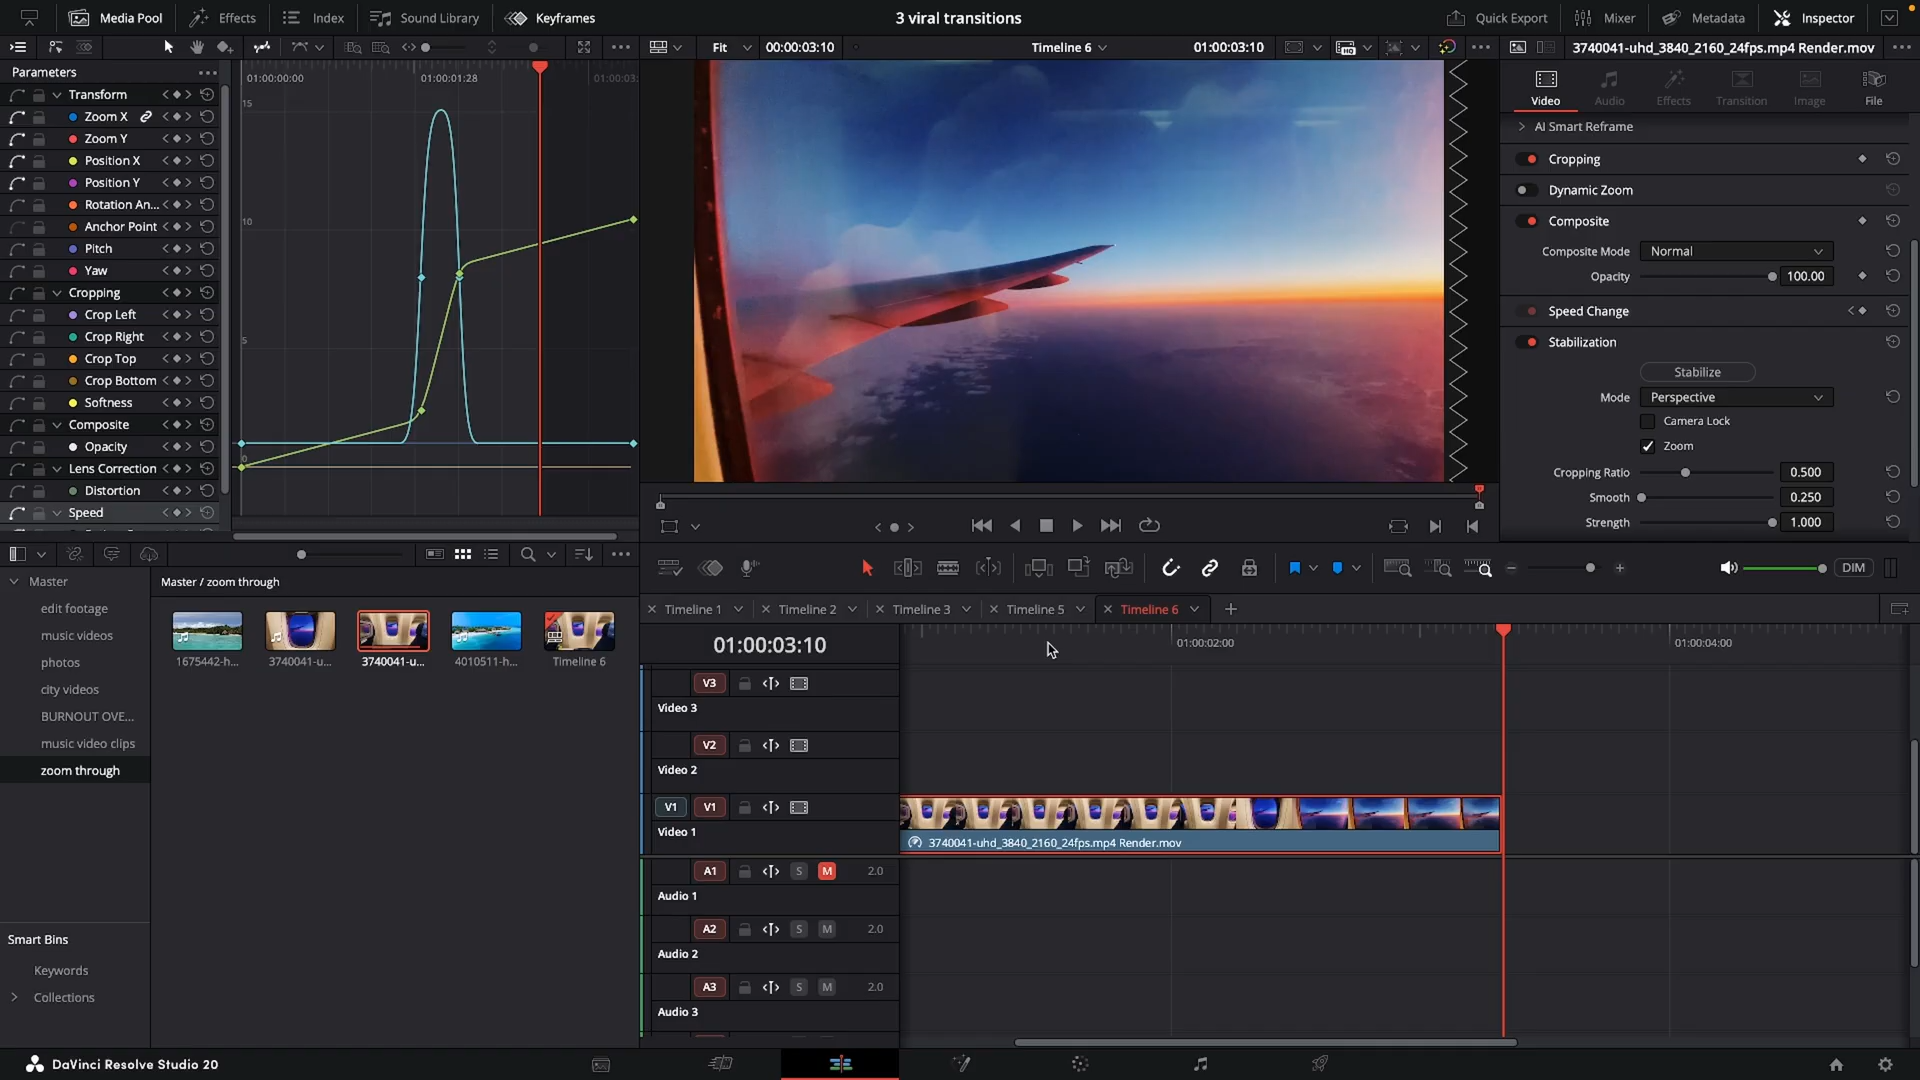 Media Pool
Effects
Index
Sound Library
Keyframes
3 viral transitions
Quick Export
Mixer
Metadata
Inspector
Fit
00:00:03:10
Timeline 6
01:00:03:10
3740041-uhd_3840_2160_24fps.mp4 Render.mov
Parameters
Transform
Zoom X
Zoom Y
Position X
Position Y
Rotation An...
Anchor Point
Pitch
Yaw
Cropping
Crop Left
Crop Right
Crop Top
Crop Bottom
Softness
Composite
Opacity
Lens Correction
Distortion
Speed
01:00:00:00
01:00:01:28
01:00:03:
15
10
5
0
Video
Audio
Effects
Transition
Image
File
AI Smart Reframe
Cropping
Dynamic Zoom
Composite
Composite Mode
Normal
Opacity
100.00
Speed Change
Stabilization
Stabilize
Mode
Perspective
Camera Lock
Zoom
Cropping Ratio
0.500
Smooth
0.250
Strength
1.000
DIM
Master
edit footage
music videos
photos
city videos
BURNOUT OVE...
music video clips
zoom through
Smart Bins
Keywords
Collections
Master / zoom through
1675442-h...
3740041-u...
3740041-u...
4010511-h...
Timeline 6
Timeline 1
Timeline 2
Timeline 3
Timeline 5
Timeline 6
01:00:03:10
01:00:02:00
01:00:04:00
V3
Video 3
V2
Video 2
V1
V1
Video 1
3740041-uhd_3840_2160_24fps.mp4 Render.mov
A1
S
M
2.0
Audio 1
A2
S
M
2.0
Audio 2
A3
S
M
2.0
Audio 3
DaVinci Resolve Studio 20